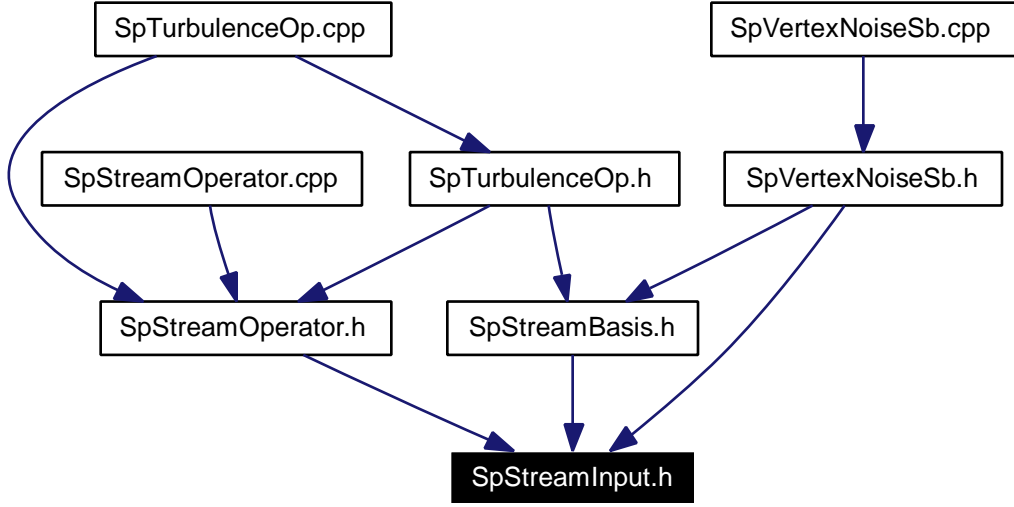 SpTurbulenceOp.cpp
SpVertexNoiseSb.cpp
SpStreamOperator.cpp
SpTurbulenceOp.h
SpVertexNoiseSb.h
SpStreamOperator.h
SpStreamBasis.h
SpStreamInput.h